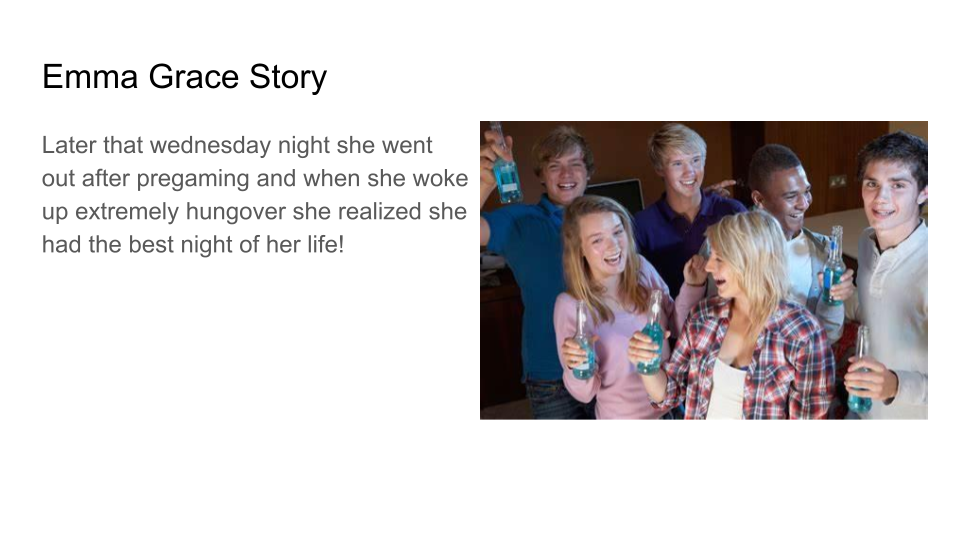 Emma Grace Story
Later that wednesday night she went
out after pregaming and when she woke
up extremely hungover she realized she
had the best night of her life!